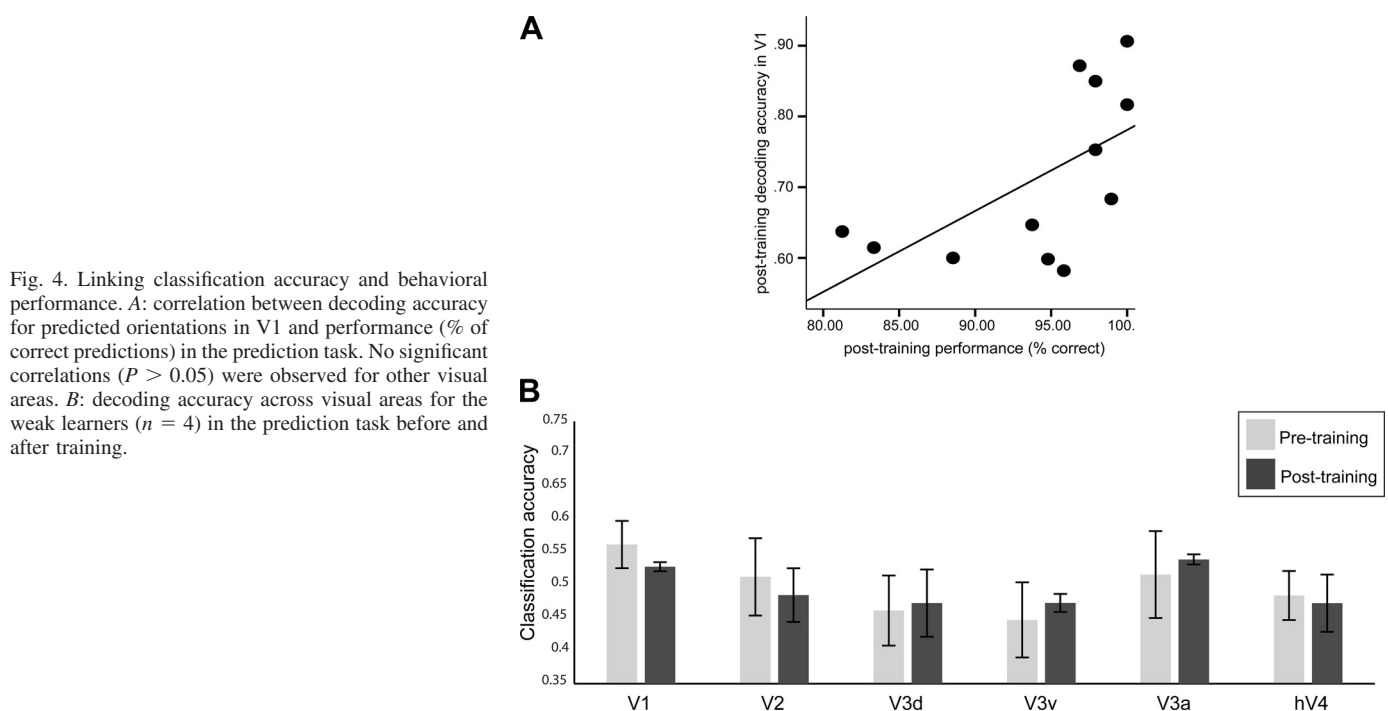 Fig. 4. Linking classification accuracy and behavioral
performance. A: correlation between decoding accuracy
for predicted orientations in V1 and performance (% of
correct predictions) in the prediction task. No significant
correlations (P > 0.05) were observed for other visual
areas. B: decoding accuracy across visual areas for the
weak learners (n = 4) in the prediction task before and
after training.
A
post-training decoding accuracy in V1
.90
.80
.70
.60
80.00 85.00 90.00 95.00 100.
post-training performance (% correct)
B
Classification accuracy
0.75
0.7
0.65
0.6
0.55
0.5
0.45
0.4
0.35
Pre-training
Post-training
V1 V2 V3d V3v V3a hV4